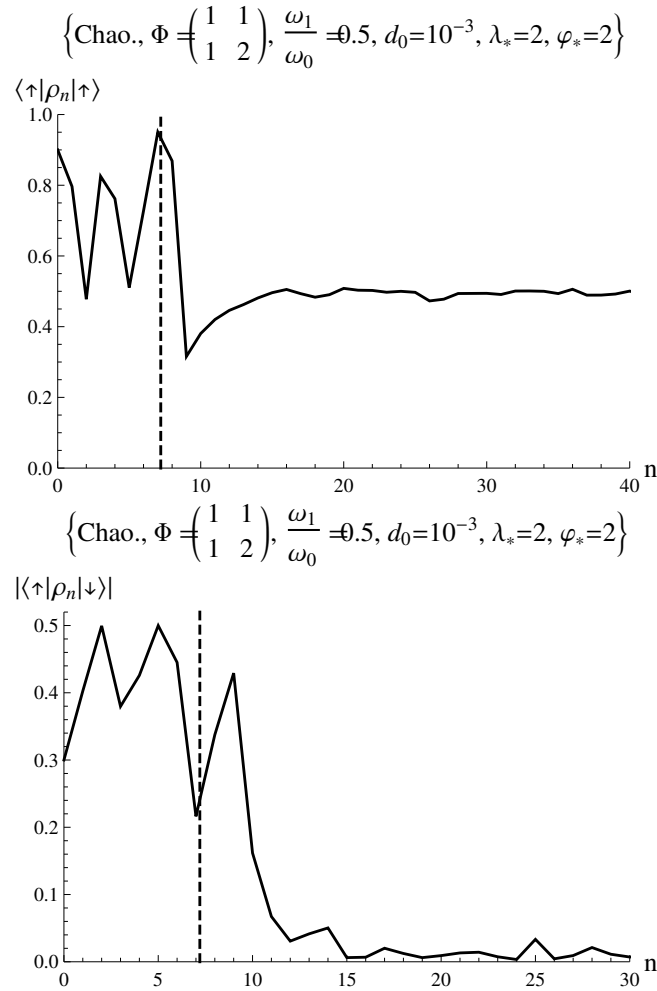 {Chao., Φ = ( 1 1
1 2 ), ω₁
ω₀ = 0.5, d₀=10⁻³, λ⁎=2, φ⁎=2}
⟨↑|ρₙ|↑⟩
1.0
0.8
0.6
0.4
0.2
0.0
0 10 20 30 40 n
{Chao., Φ = ( 1 1
1 2 ), ω₁
ω₀ = 0.5, d₀=10⁻³, λ⁎=2, φ⁎=2}
|⟨↑|ρₙ|↓⟩|
0.5
0.4
0.3
0.2
0.1
0.0
0 5 10 15 20 25 30 n